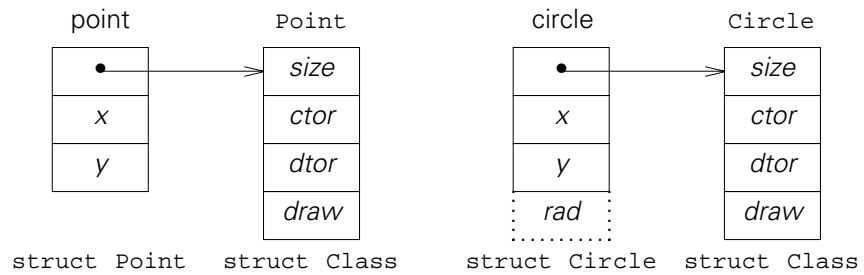 point Point circle Circle
size size
x ctor x ctor
y dtor y dtor
draw rad draw
struct Point struct Class struct Circle struct Class